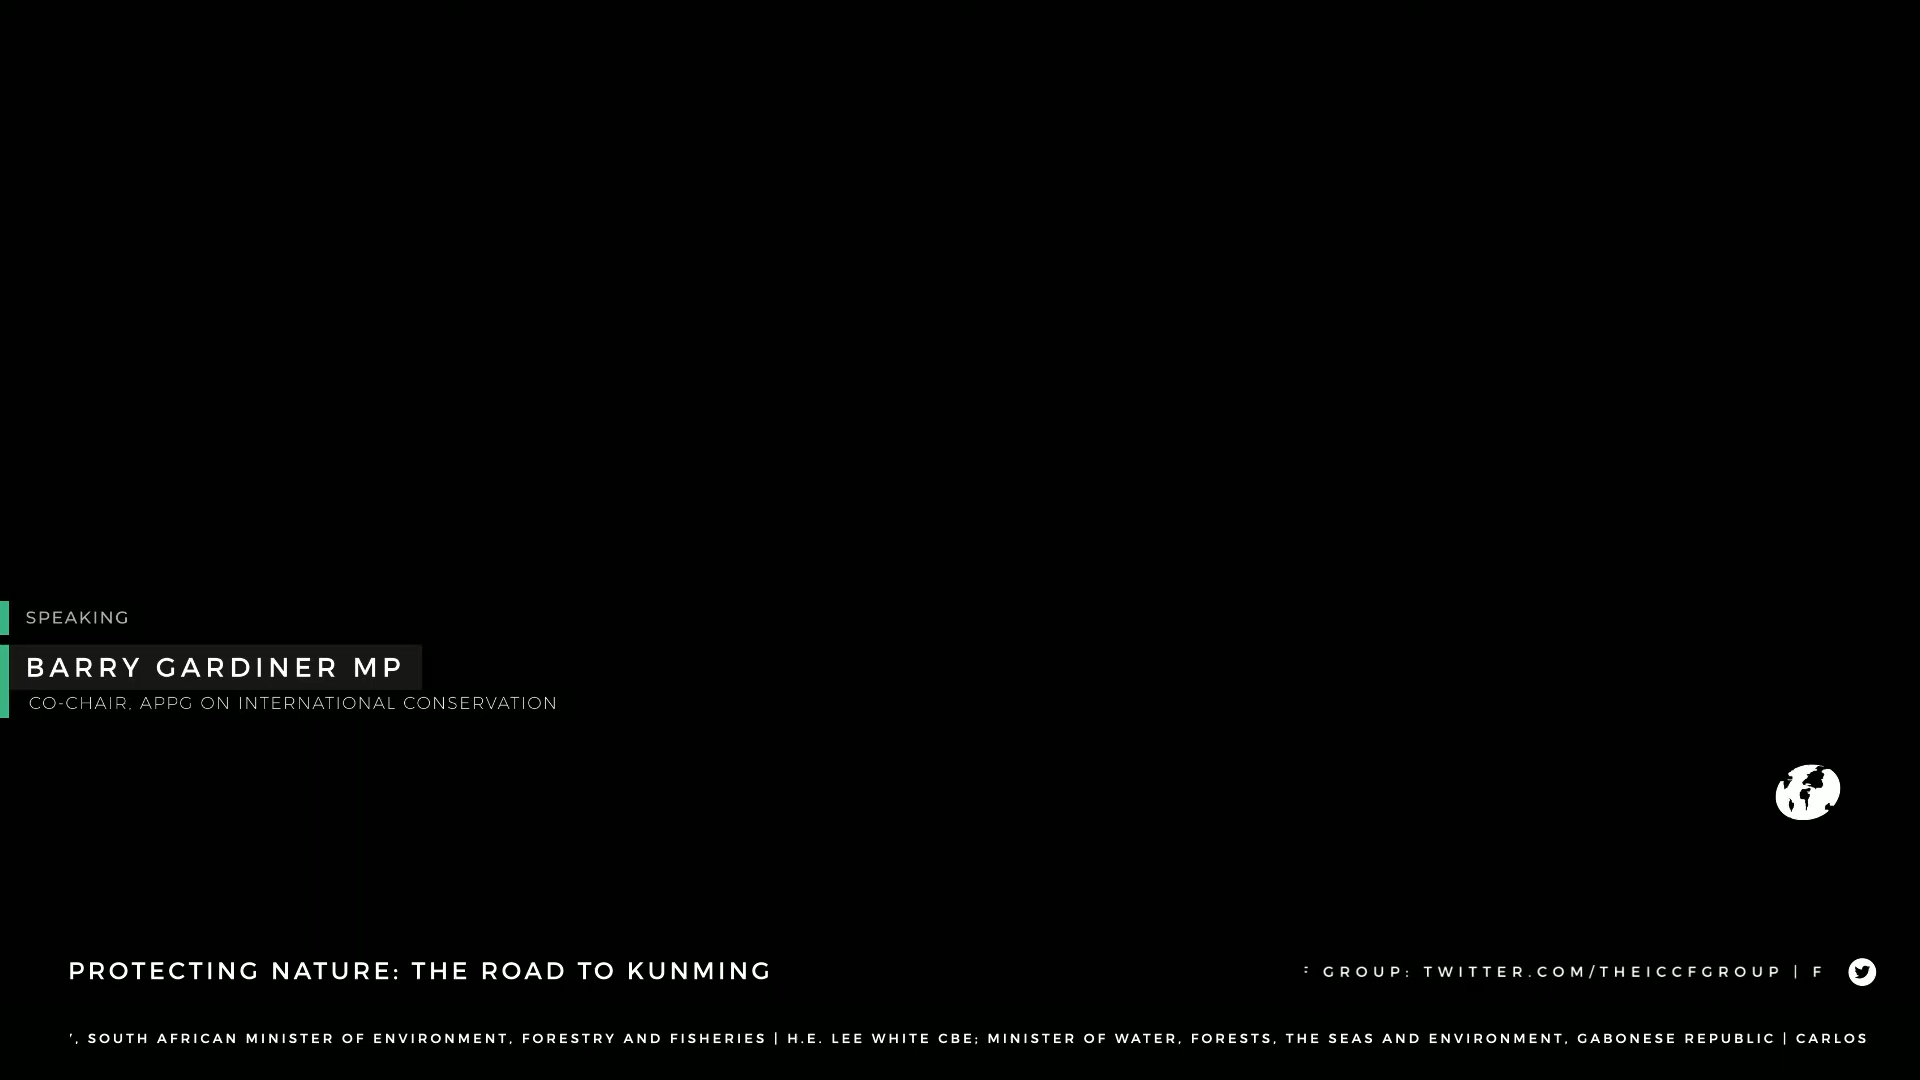 SPEAKING
BARRY GARDINER MP
CO-CHAIR, APPG ON INTERNATIONAL CONSERVATION
PROTECTING NATURE: THE ROAD TO KUNMING
GROUP: TWITTER.COM/THEICCFGROUP | F
, SOUTH AFRICAN MINISTER OF ENVIRONMENT, FORESTRY AND FISHERIES | H.E. LEE WHITE CBE; MINISTER OF WATER, FORESTS, THE SEAS AND ENVIRONMENT, GABONESE REPUBLIC | CARLOS